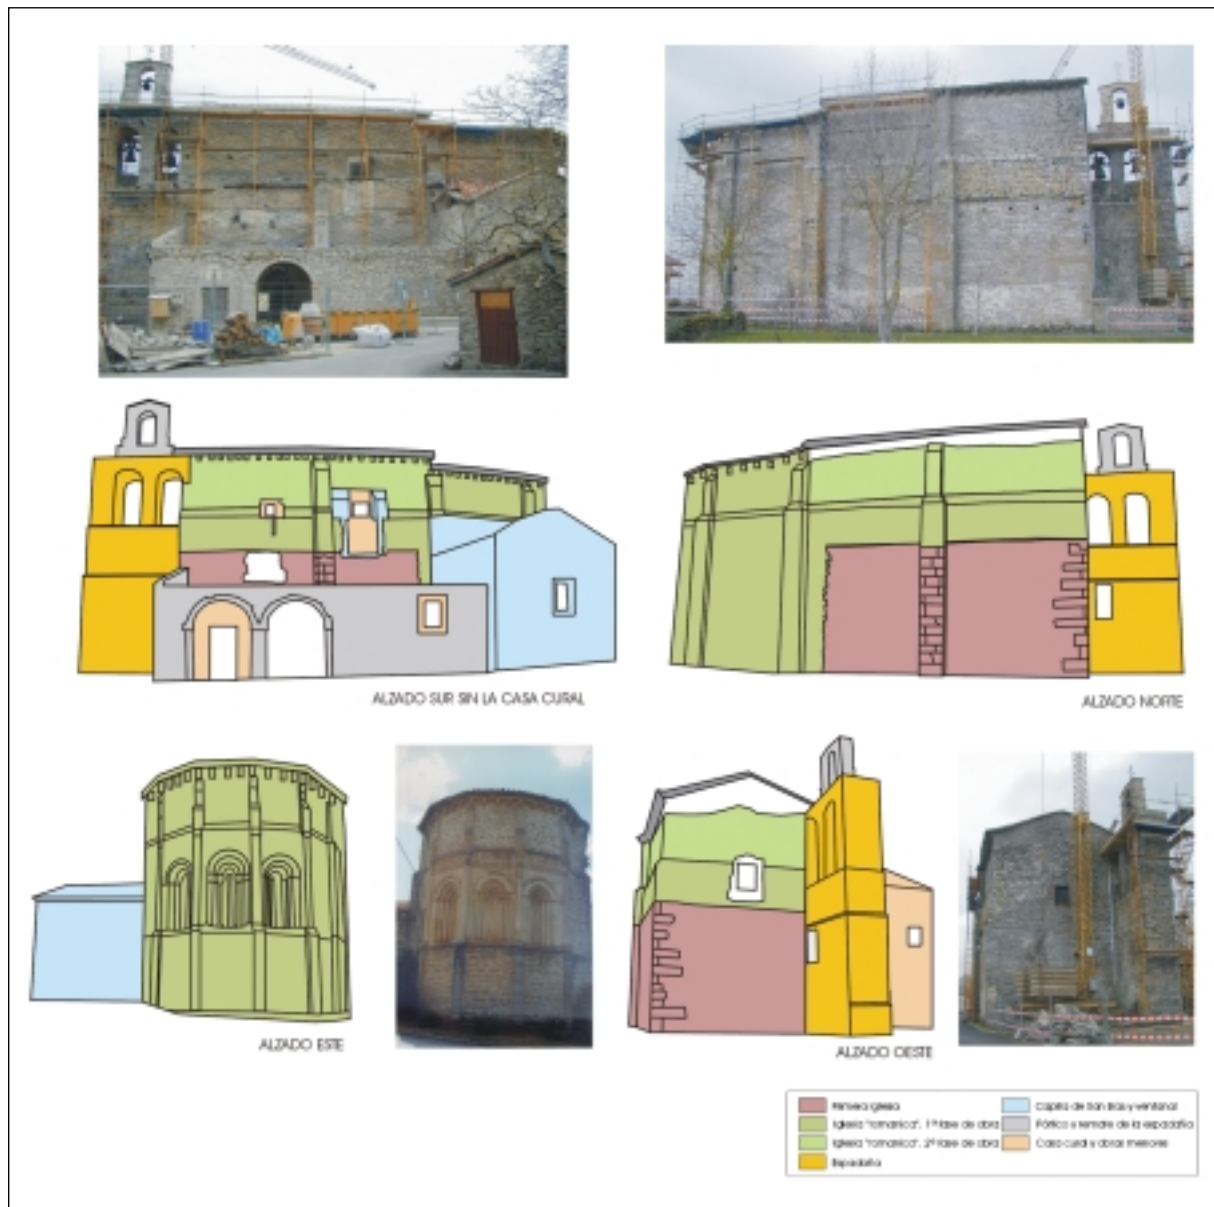 ALZADO SUR SIN LA CASA CURAL
ALZADO NORTE
ALZADO ESTE
ALZADO OESTE
Primera iglesia
Iglesia "románica". 1ª fase de obra
Iglesia "románica". 2ª fase de obra
Espadaña
Capilla de San Blas y ventanal
Pórtico y remate de la espadaña
Casa cural y obras menores